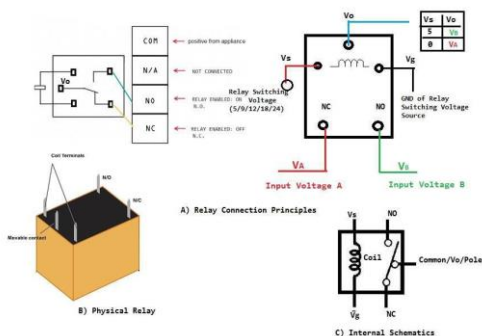 Vo
COM
positive from appliance
N/A
NOT CONNECTED
NO
RELAY ENABLED: ON
N.O.
NC
RELAY ENABLED: OFF
N.C.
Vo
Vs
Vg
NC
NO
Relay Switching
Voltage
(5/9/12/18/24)
GND of Relay
Switching Voltage
Source
VA
Input Voltage A
VB
Input Voltage B
Vs Vo
5 VB
0 VA
A) Relay Connection Principles
Coil Terminals
N/O
N/C
Movable contact
B) Physical Relay
Vs
NO
Coil
Common/Vo/Pole
Vg
NC
C) Internal Schematics